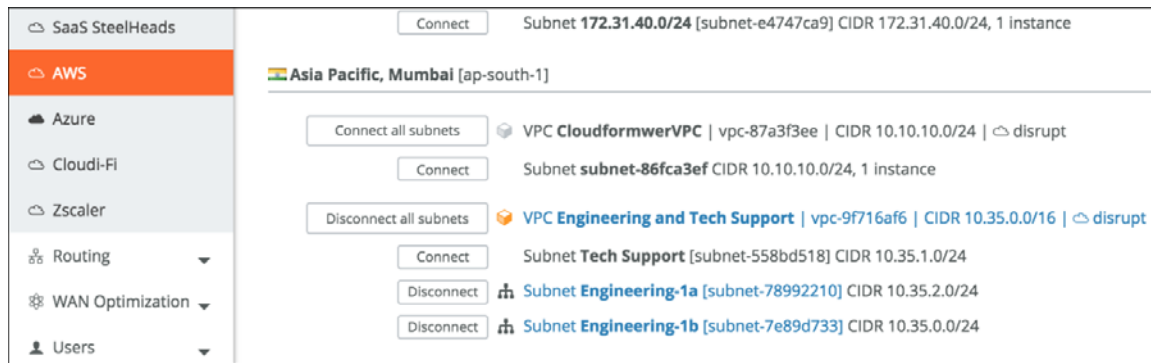 SaaS SteelHeads
Connect Subnet 172.31.40.0/24 [subnet-e4747ca9] CIDR 172.31.40.0/24, 1 instance
AWS
Asia Pacific, Mumbai [ap-south-1]
Azure
Connect all subnets VPC CloudformwerVPC | vpc-87a3f3ee | CIDR 10.10.10.0/24 | disrupt
Cloudi-Fi
Connect Subnet subnet-86fca3ef CIDR 10.10.10.0/24, 1 instance
Zscaler
Disconnect all subnets VPC Engineering and Tech Support | vpc-9f716af6 | CIDR 10.35.0.0/16 | disrupt
Routing
Connect Subnet Tech Support [subnet-558bd518] CIDR 10.35.1.0/24
WAN Optimization
Disconnect Subnet Engineering-1a [subnet-78992210] CIDR 10.35.2.0/24
Disconnect Subnet Engineering-1b [subnet-7e89d733] CIDR 10.35.0.0/24
Users